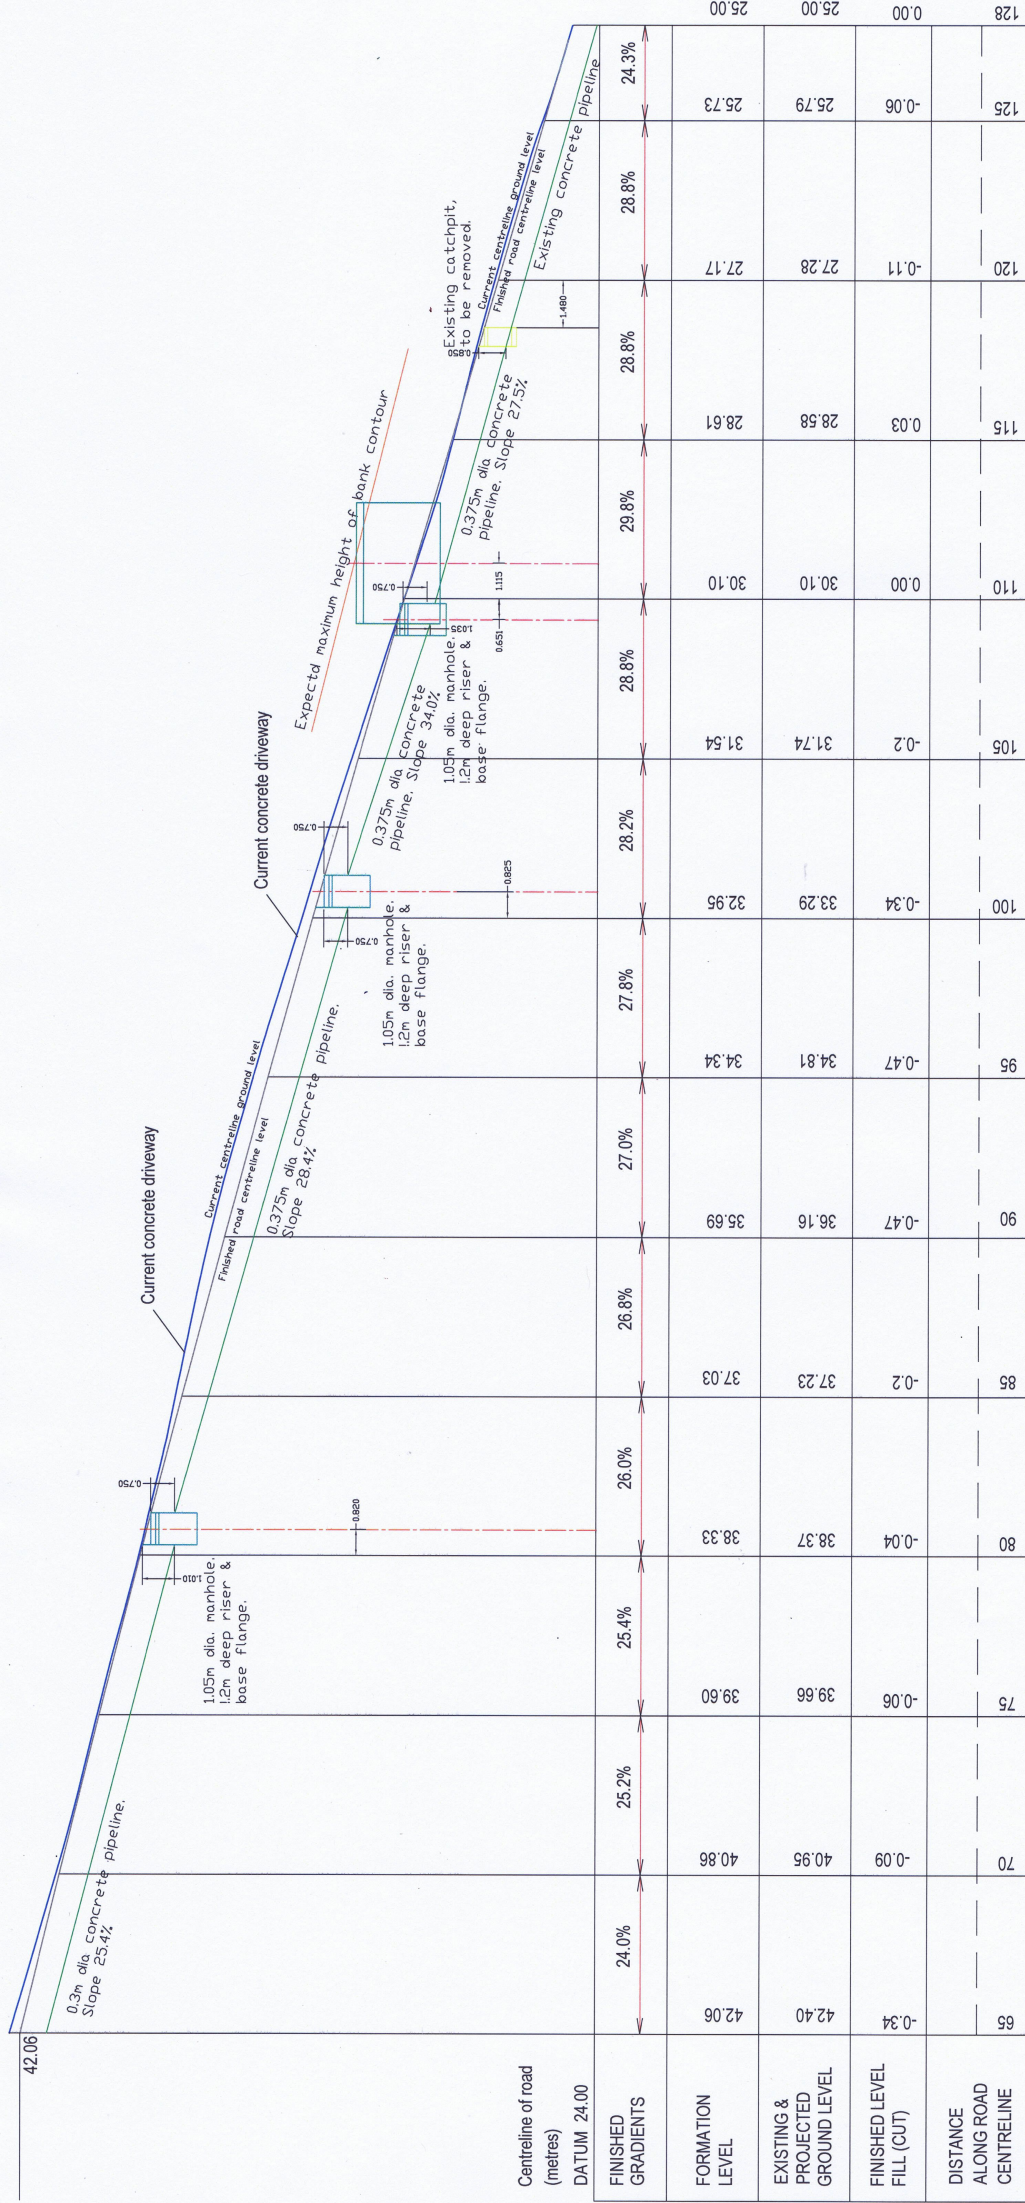 42.06
0.3m dia concrete pipeline.
Slope 25.4%
1.05m dia. manhole.
1.2m deep riser &
base flange.
1.010
0.750
0.820
Current concrete driveway
Current centreline ground level
Finished road centreline level
0.375m dia concrete pipeline.
Slope 28.4%
Current concrete driveway
1.05m dia. manhole.
1.2m deep riser &
base flange.
0.750
0.750
0.825
0.375m dia concrete
pipeline. Slope 34.0%
Expectd maximum height of bank contour
1.05m dia. manhole.
1.2m deep riser &
base flange.
1.035
0.750
0.651
1.115
0.375m dia concrete
pipeline. Slope 27.5%
Existing catchpit,
to be removed.
0.850
1.480
Current centreline ground level
Finished road centreline level
Existing concrete pipeline
Centreline of road
(metres)
DATUM 24.00
FINISHED
GRADIENTS
24.0% 25.2% 25.4% 26.0% 26.8% 27.0% 27.8% 28.2% 28.8% 29.8% 28.8% 28.8% 24.3%
FORMATION
LEVEL
42.06 40.86 39.60 38.33 37.03 35.69 34.34 32.95 31.54 30.10 28.61 27.17 25.73 25.00
EXISTING &
PROJECTED
GROUND LEVEL
42.40 40.95 39.66 38.37 37.23 36.16 34.81 33.29 31.74 30.10 28.58 27.28 25.79 25.00
FINISHED LEVEL
FILL (CUT)
-0.34 -0.09 -0.06 -0.04 -0.2 -0.47 -0.47 -0.34 -0.2 0.00 0.03 -0.11 -0.06 0.00
DISTANCE
ALONG ROAD
CENTRELINE
65 70 75 80 85 90 95 100 105 110 115 120 125 128